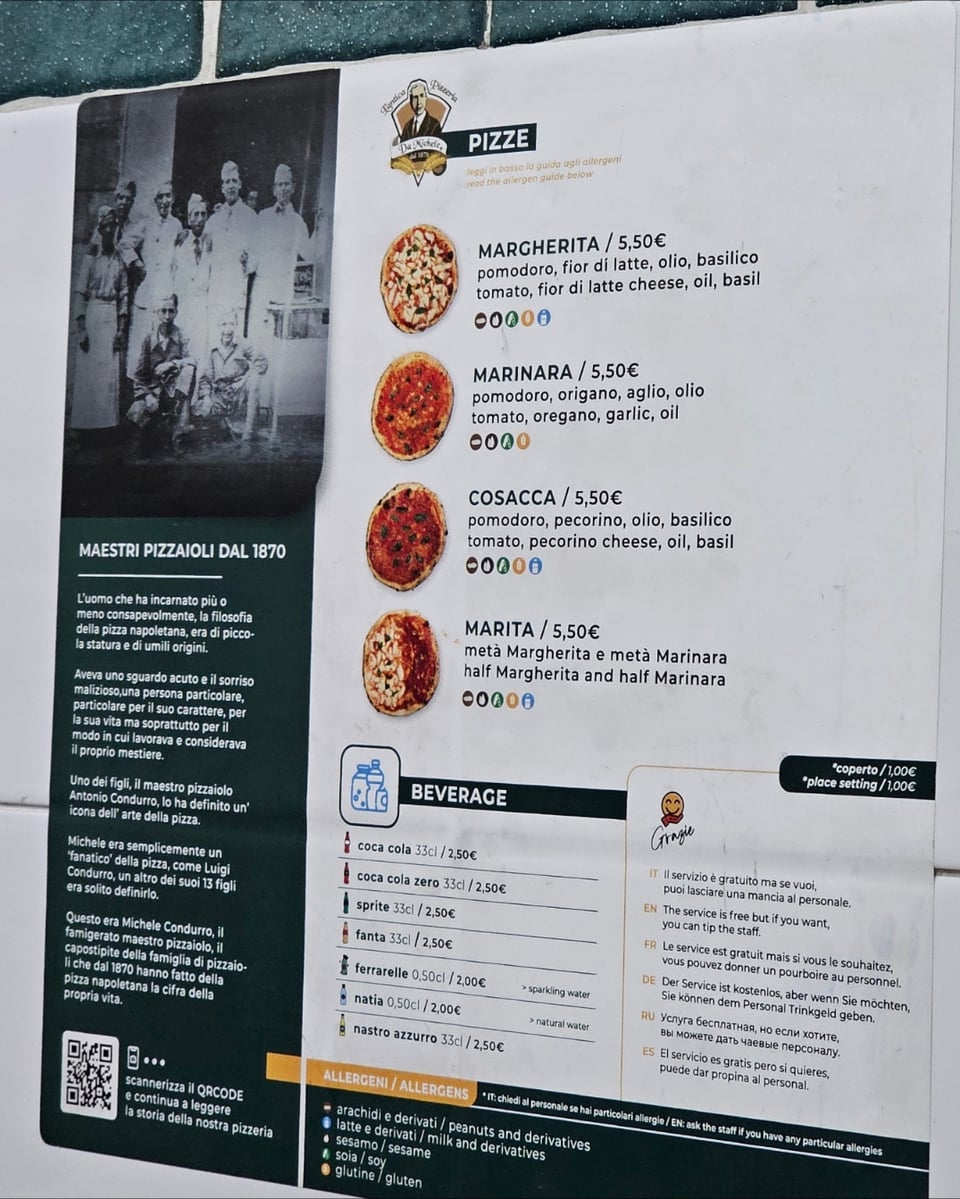 L'antica Pizzeria
Da Michele
dal 1870
PIZZE
leggi in basso la guida agli allergeni
read the allergen guide below
MARGHERITA / 5,50€
pomodoro, fior di latte, olio, basilico
tomato, fior di latte cheese, oil, basil
MARINARA / 5,50€
pomodoro, origano, aglio, olio
tomato, oregano, garlic, oil
COSACCA / 5,50€
pomodoro, pecorino, olio, basilico
tomato, pecorino cheese, oil, basil
MARITA / 5,50€
metà Margherita e metà Marinara
half Margherita and half Marinara
MAESTRI PIZZAIOLI DAL 1870
L'uomo che ha incarnato più o
meno consapevolmente, la filosofia
della pizza napoletana, era di picco-
la statura e di umili origini.
Aveva uno sguardo acuto e il sorriso
malizioso,una persona particolare,
particolare per il suo carattere, per
la sua vita ma soprattutto per il
modo in cui lavorava e considerava
il proprio mestiere.
Uno dei figli, il maestro pizzaiolo
Antonio Condurro, lo ha definito un'
icona dell' arte della pizza.
Michele era semplicemente un
'fanatico' della pizza, come Luigi
Condurro, un altro dei suoi 13 figli
era solito definirlo.
Questo era Michele Condurro, il
famigerato maestro pizzaiolo, il
capostipite della famiglia di pizzaio-
li che dal 1870 hanno fatto della
pizza napoletana la cifra della
propria vita.
scannerizza il QRCODE
e continua a leggere
la storia della nostra pizzeria
BEVERAGE
coca cola 33cl / 2,50€
coca cola zero 33cl / 2,50€
sprite 33cl / 2,50€
fanta 33cl / 2,50€
ferrarelle 0,50cl / 2,00€ > sparkling water
natia 0,50cl / 2,00€ > natural water
nastro azzurro 33cl / 2,50€
*coperto / 1,00€
*place setting / 1,00€
Grazie
IT Il servizio è gratuito ma se vuoi,
puoi lasciare una mancia al personale.
EN The service is free but if you want,
you can tip the staff.
FR Le service est gratuit mais si vous le souhaitez,
vous pouvez donner un pourboire au personnel.
DE Der Service ist kostenlos, aber wenn Sie möchten,
Sie können dem Personal Trinkgeld geben.
RU Услуга бесплатная, но если хотите,
вы можете дать чаевые персоналу.
ES El servicio es gratis pero si quieres,
puede dar propina al personal.
ALLERGENI / ALLERGENS
* IT: chiedi al personale se hai particolari allergie / EN: ask the staff if you have any particular allergies
arachidi e derivati / peanuts and derivatives
latte e derivati / milk and derivatives
sesamo / sesame
soia / soy
glutine / gluten